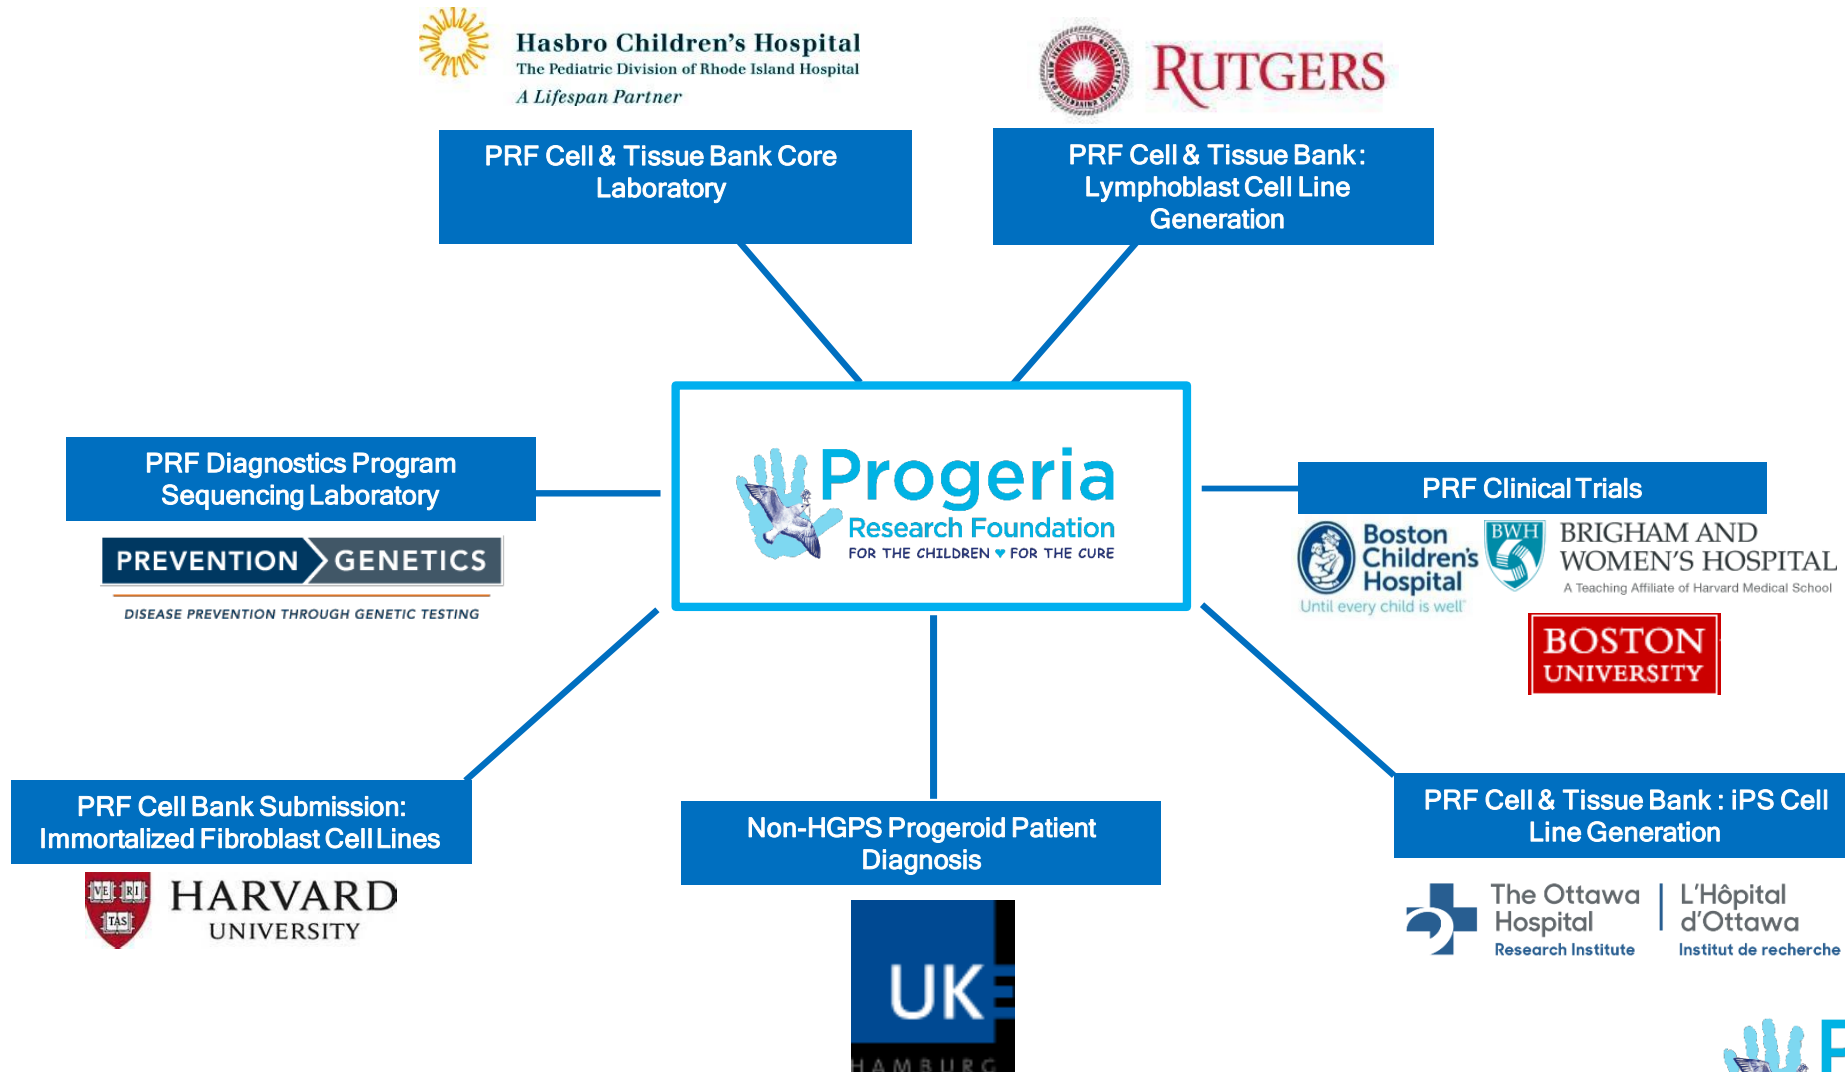 Hasbro Children's Hospital
The Pediatric Division of Rhode Island Hospital
A Lifespan Partner
RUTGERS
PRF Cell & Tissue Bank Core
Laboratory
PRF Cell & Tissue Bank:
Lymphoblast Cell Line
Generation
Progeria
Research Foundation
FOR THE CHILDREN ♥ FOR THE CURE
PRF Diagnostics Program
Sequencing Laboratory
PREVENTION GENETICS
DISEASE PREVENTION THROUGH GENETIC TESTING
PRF Clinical Trials
Boston
Children's
Hospital
Until every child is well
BWH
BRIGHAM AND
WOMEN'S HOSPITAL
A Teaching Affiliate of Harvard Medical School
BOSTON
UNIVERSITY
PRF Cell Bank Submission:
Immortalized Fibroblast Cell Lines
VE RI
TAS
HARVARD
UNIVERSITY
Non-HGPS Progeroid Patient
Diagnosis
UKE
HAMBURG
PRF Cell & Tissue Bank : iPS Cell
Line Generation
The Ottawa
Hospital
Research Institute
L'Hôpital
d'Ottawa
Institut de recherche
P